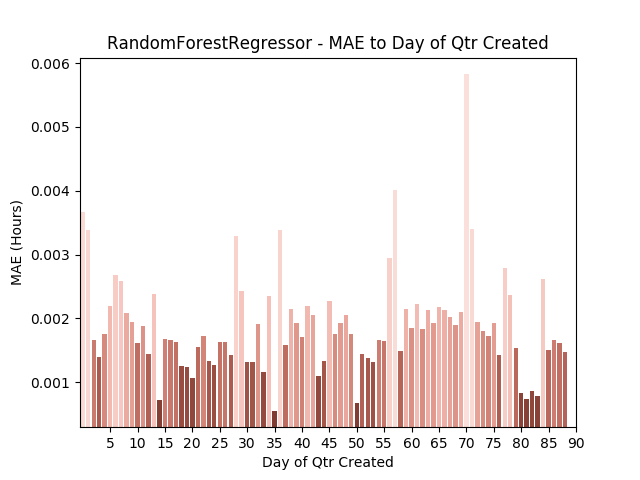 RandomForestRegressor - MAE to Day of Qtr Created
0.006
0.005
0.004
0.003
0.002
0.001
MAE (Hours)
5 10 15 20 25 30 35 40 45 50 55 60 65 70 75 80 85 90
Day of Qtr Created